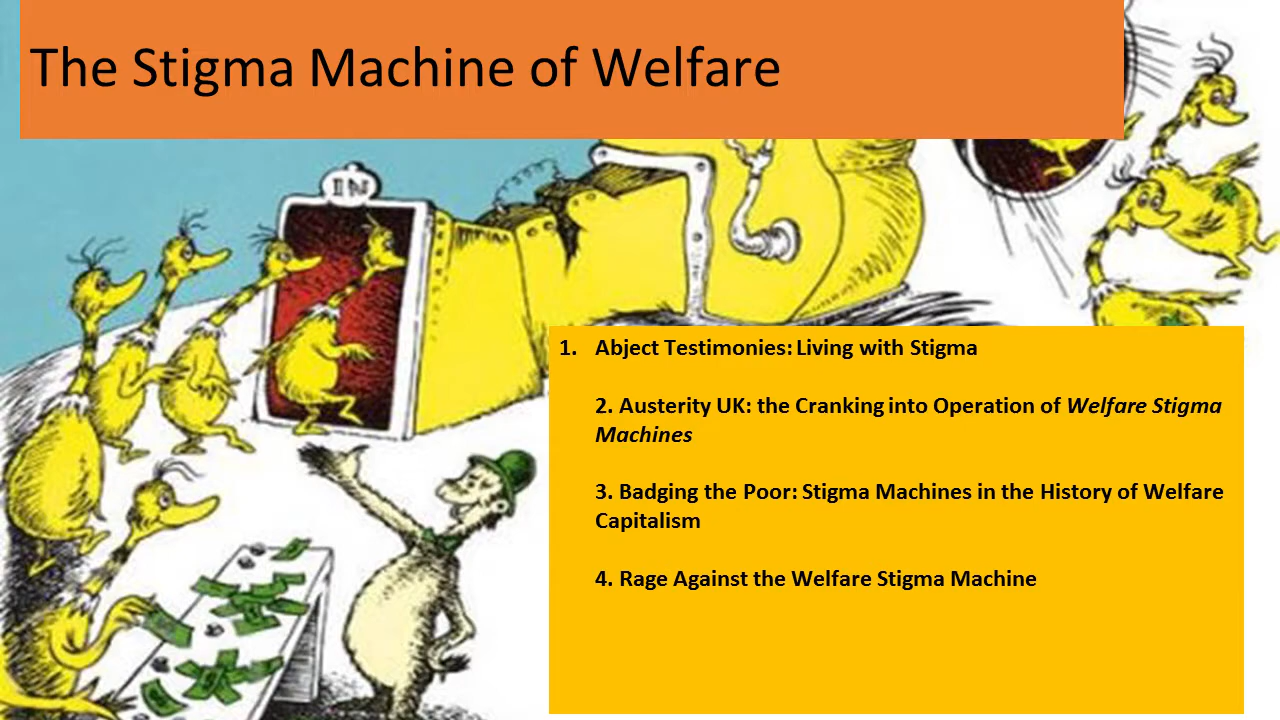 The Stigma Machine of Welfare
IN
1. Abject Testimonies: Living with Stigma
2. Austerity UK: the Cranking into Operation of Welfare Stigma
Machines
3. Badging the Poor: Stigma Machines in the History of Welfare
Capitalism
4. Rage Against the Welfare Stigma Machine